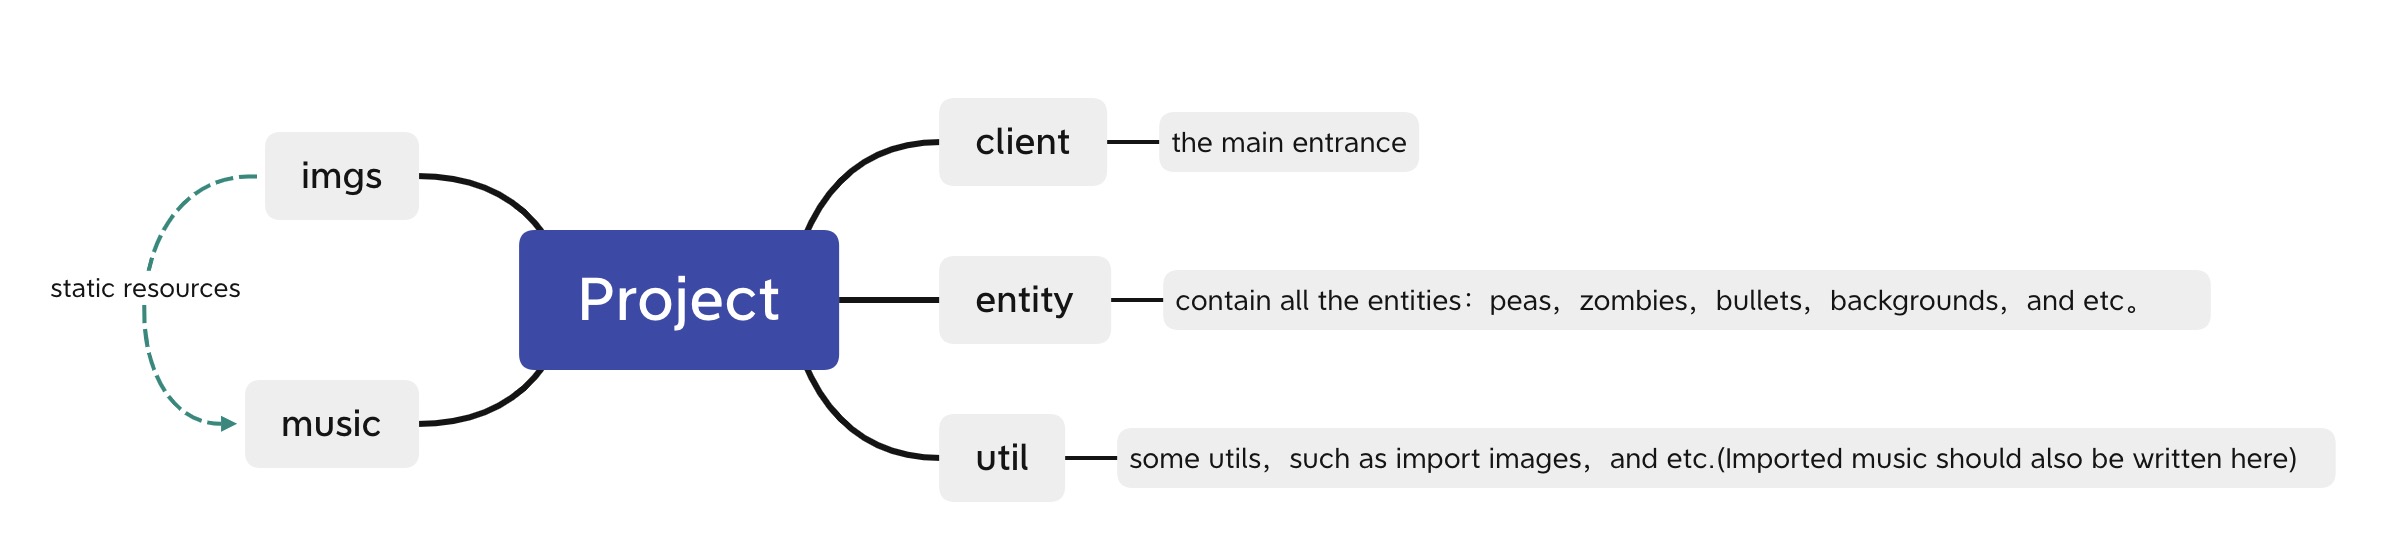 imgs
static resources
music
Project
client
the main entrance
entity
contain all the entities：peas，zombies，bullets，backgrounds，and etc。
util
some utils，such as import images，and etc.(Imported music should also be written here)